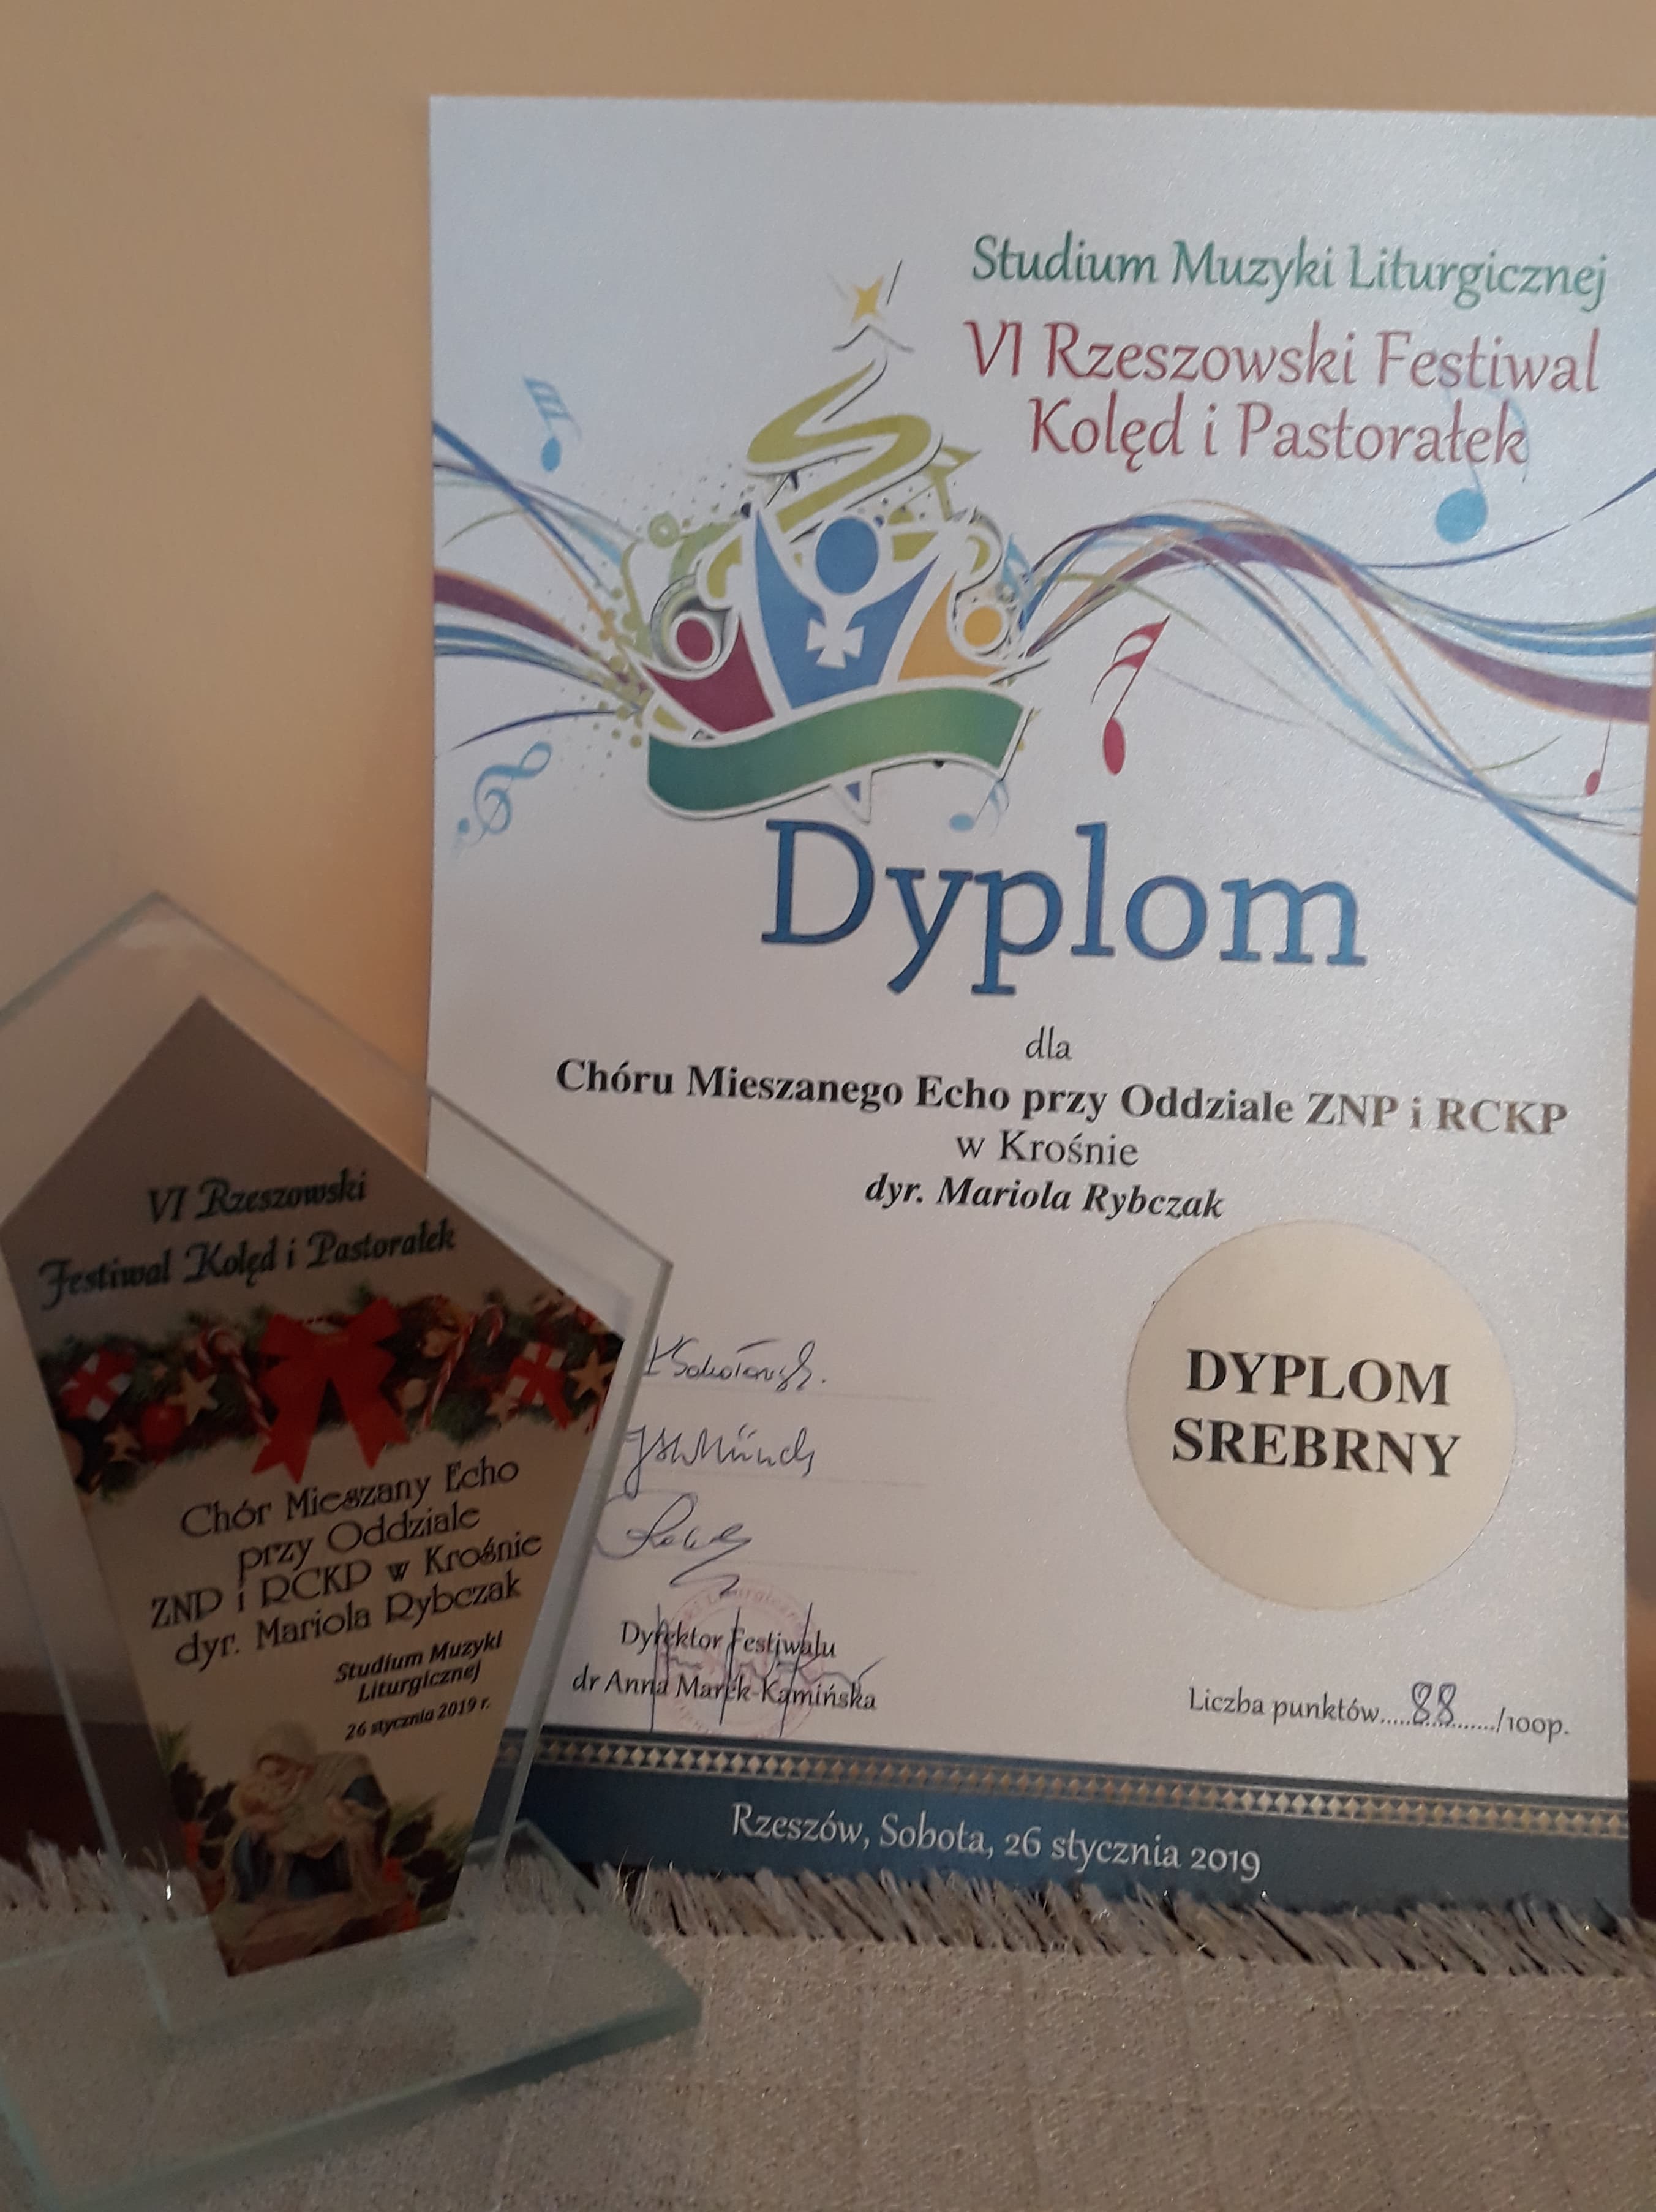 Studium Muzyki Liturgicznej
VI Rzeszowski Festiwal
Kolęd i Pastorałek
Dyplom
dla
Chóru Mieszanego Echo przy Oddziale ZNP i RCKP
w Krośnie
dyr. Mariola Rybczak
DYPLOM
SREBRNY
Dyrektor Festiwalu
dr Anna Marek-Kamińska
Liczba punktów.....88........./100p.
Rzeszów, Sobota, 26 stycznia 2019
VI Rzeszowski
Festiwal Kolęd i Pastorałek
Chór Mieszany Echo
przy Oddziale
ZNP i RCKP w Krośnie
dyr. Mariola Rybczak
Studium Muzyki
Liturgicznej
26 stycznia 2019 r.